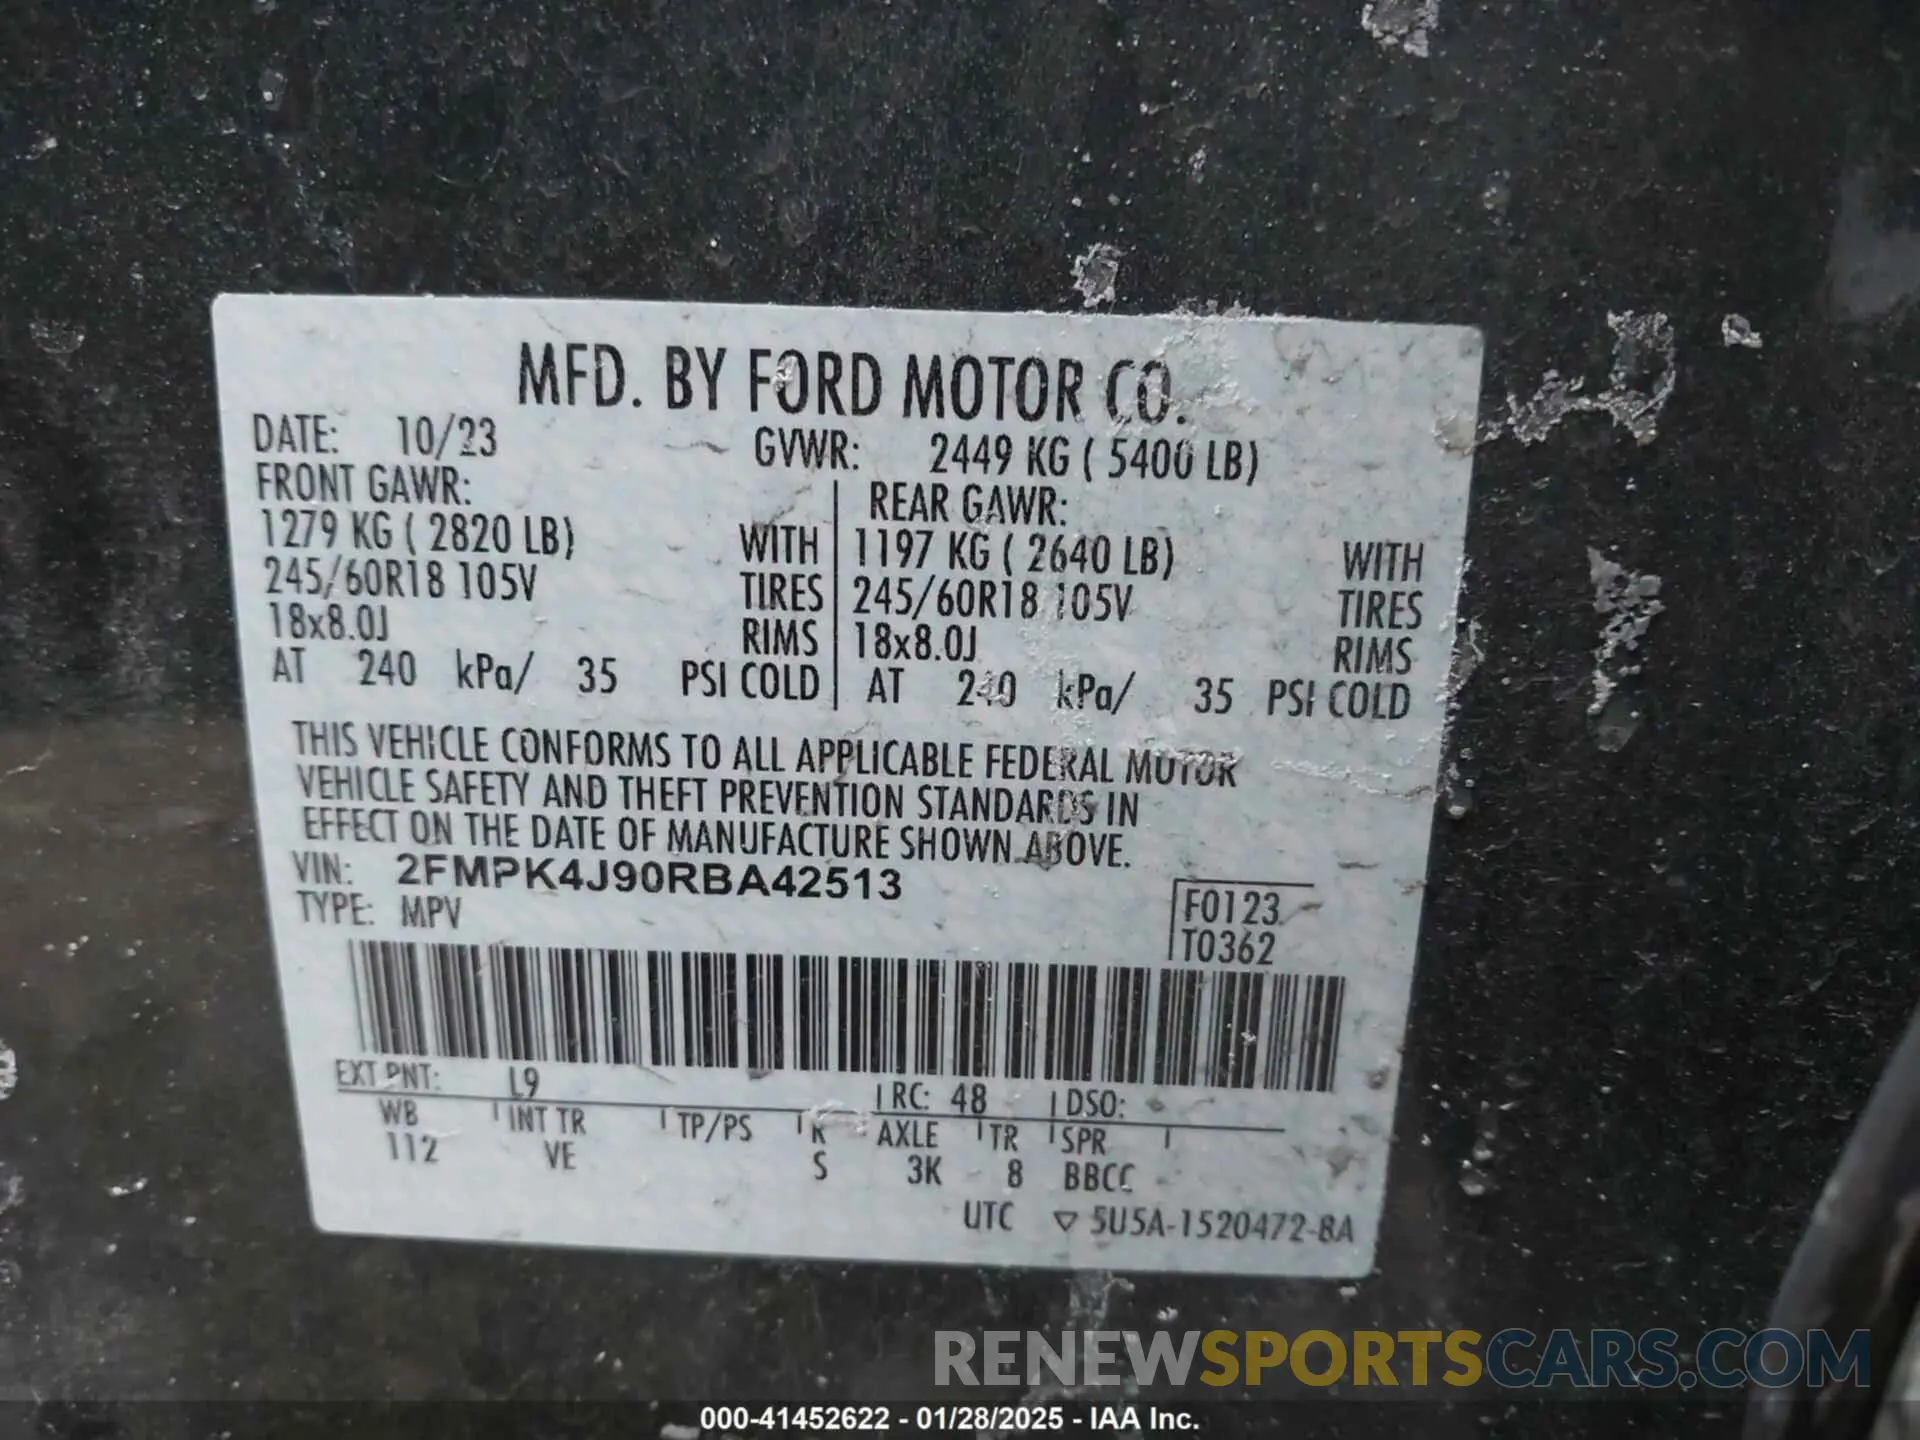 MFD. BY FORD MOTOR CO.
DATE: 10/23 GVWR: 2449 KG ( 5400 LB)
FRONT GAWR: REAR GAWR:
1279 KG ( 2820 LB) WITH 1197 KG ( 2640 LB) WITH
245/60R18 105V TIRES 245/60R18 105V TIRES
18x8.0J RIMS 18x8.0J RIMS
AT 240 kPa/ 35 PSI COLD AT 240 kPa/ 35 PSI COLD
THIS VEHICLE CONFORMS TO ALL APPLICABLE FEDERAL MOTOR
VEHICLE SAFETY AND THEFT PREVENTION STANDARDS IN
EFFECT ON THE DATE OF MANUFACTURE SHOWN ABOVE.
VIN: 2FMPK4J90RBA42513
TYPE: MPV F0123
T0362
EXT PNT: L9 RC: 48 DSO:
WB INT TR TP/PS R AXLE TR SPR
112 VE S 3K 8 BBCC
UTC ▽ 5U5A-1520472-BA
RENEWSPORTSCARS.COM
000-41452622 - 01/28/2025 - IAA Inc.